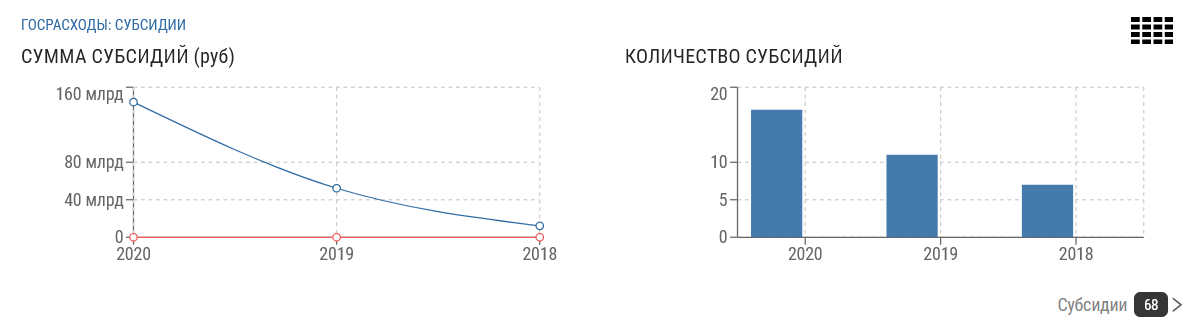 ГОСРАСХОДЫ: СУБСИДИИ
СУММА СУБСИДИЙ (руб)
160 млрд
80 млрд
40 млрд
0
2020
2019
2018
КОЛИЧЕСТВО СУБСИДИЙ
20
10
5
0
2020
2019
2018
Субсидии 68